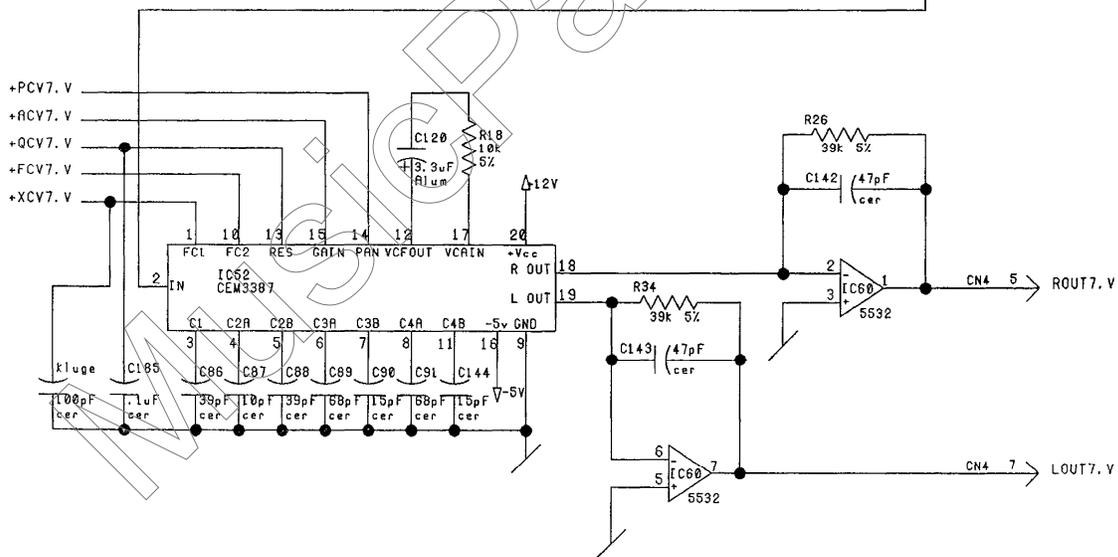 +PCV7.V
+ACV7.V
+QCV7.V
+FCV7.V
+XCV7.V
C120
3.3uF
Alum
R18
10k
5%
+12V
1 10 13 15 14 12 17 20
FC1 FC2 RES GAIN PAN VCFOUT VCAIN +Vcc
2 IN
IC52
CEM3387
R OUT 18
L OUT 19
C1 C2A C2B C3A C3B C4A C4B -5v GND
3 4 5 6 7 8 11 16 9
kluge
100pF
cer
C185
.1uF
cer
C86
39pF
cer
C87
10pF
cer
C88
39pF
cer
C89
68pF
cer
C90
15pF
cer
C91
68pF
cer
C144
15pF
cer
-5V
R26
39k 5%
C142 47pF
cer
2 -
3 +
IC60
1
5532
CN4 5 ROUT7.V
R34
39k 5%
C143 47pF
cer
6 -
5 +
IC60
7
5532
CN4 7 LOUT7.V